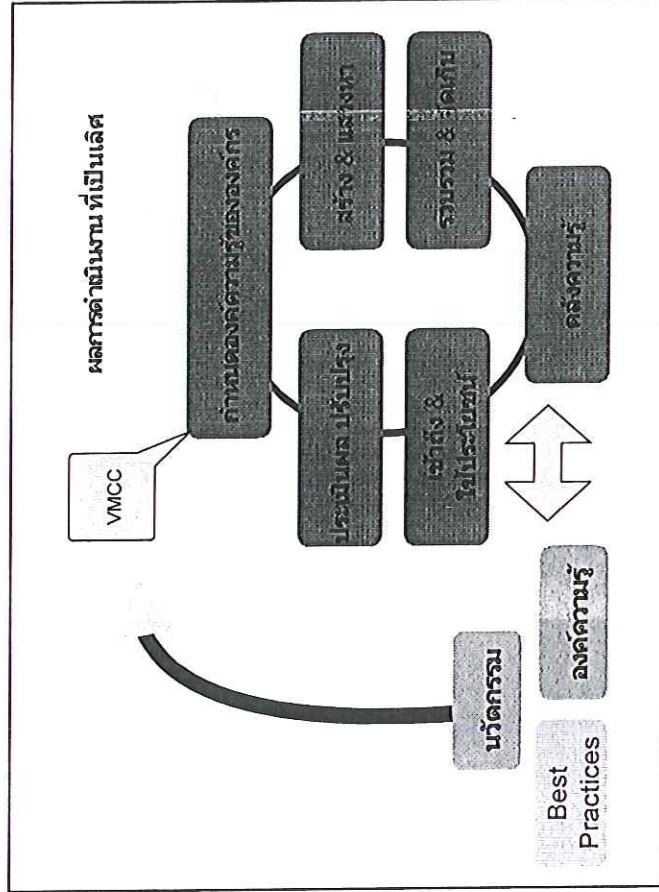 ผลการดำเนินงาน ที่เป็นเลิศ
VMCC
กำหนดองค์ความรู้ขององค์กร
สร้าง & แสวงหา
รวบรวม & จัดเก็บ
คลังความรู้
เข้าถึง &
ใช้ประโยชน์
ประเมินผล ปรับปรุง
นวัตกรรม
องค์ความรู้
Best
Practices